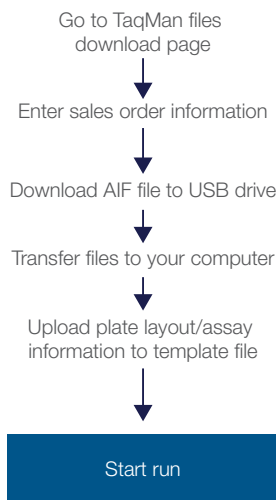 Go to TaqMan files
download page
Enter sales order information
Download AIF file to USB drive
Transfer files to your computer
Upload plate layout/assay
information to template file
Start run